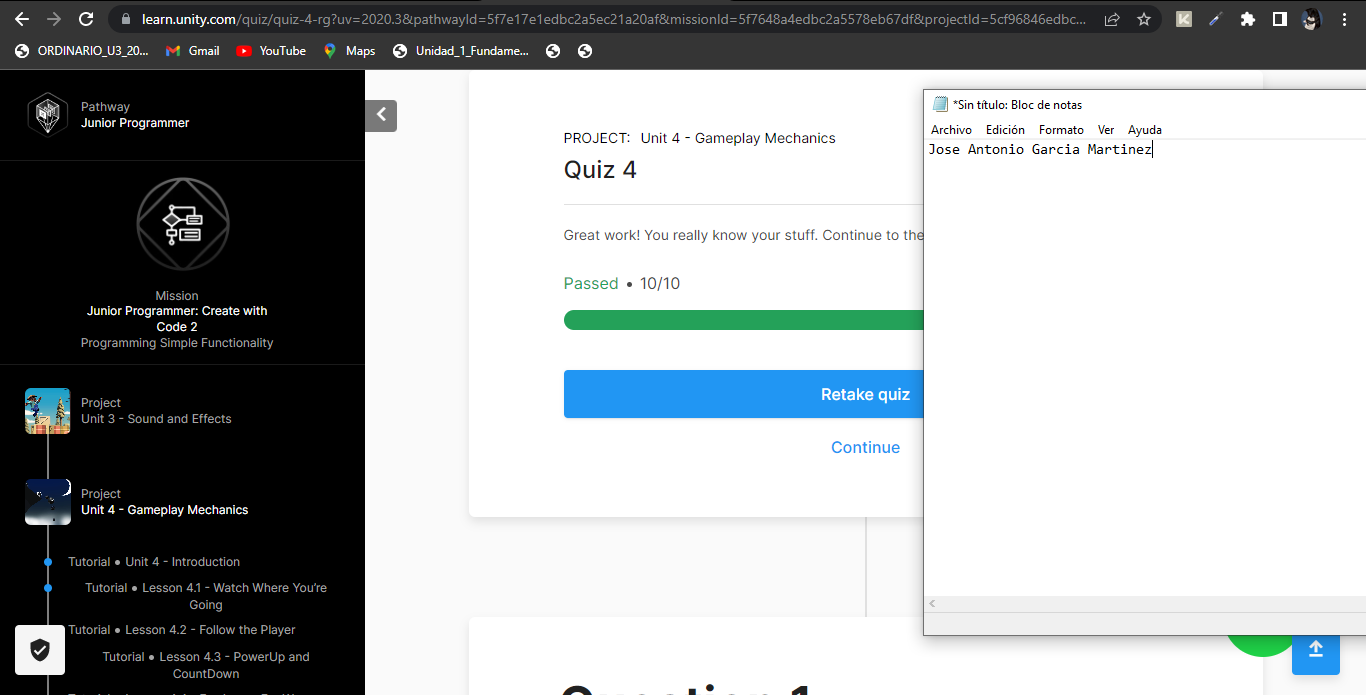 learn.unity.com/quiz/quiz-4-rg?uv=2020.3&pathwayId=5f7e17e1edbc2a5ec21a20af&missionId=5f7648a4edbc2a5578eb67df&projectId=5cf96846edbc...
ORDINARIO_U3_20...
Gmail
YouTube
Maps
Unidad_1_Fundame...
Pathway
Junior Programmer
Mission
Junior Programmer: Create with
Code 2
Programming Simple Functionality
Project
Unit 3 - Sound and Effects
Project
Unit 4 - Gameplay Mechanics
Tutorial • Unit 4 - Introduction
Tutorial • Lesson 4.1 - Watch Where You're
Going
Tutorial • Lesson 4.2 - Follow the Player
Tutorial • Lesson 4.3 - PowerUp and
CountDown
PROJECT: Unit 4 - Gameplay Mechanics
Quiz 4
Great work! You really know your stuff. Continue to the
Passed • 10/10
Retake quiz
Continue
Question 1
*Sin título: Bloc de notas
Archivo Edición Formato Ver Ayuda
Jose Antonio Garcia Martinez